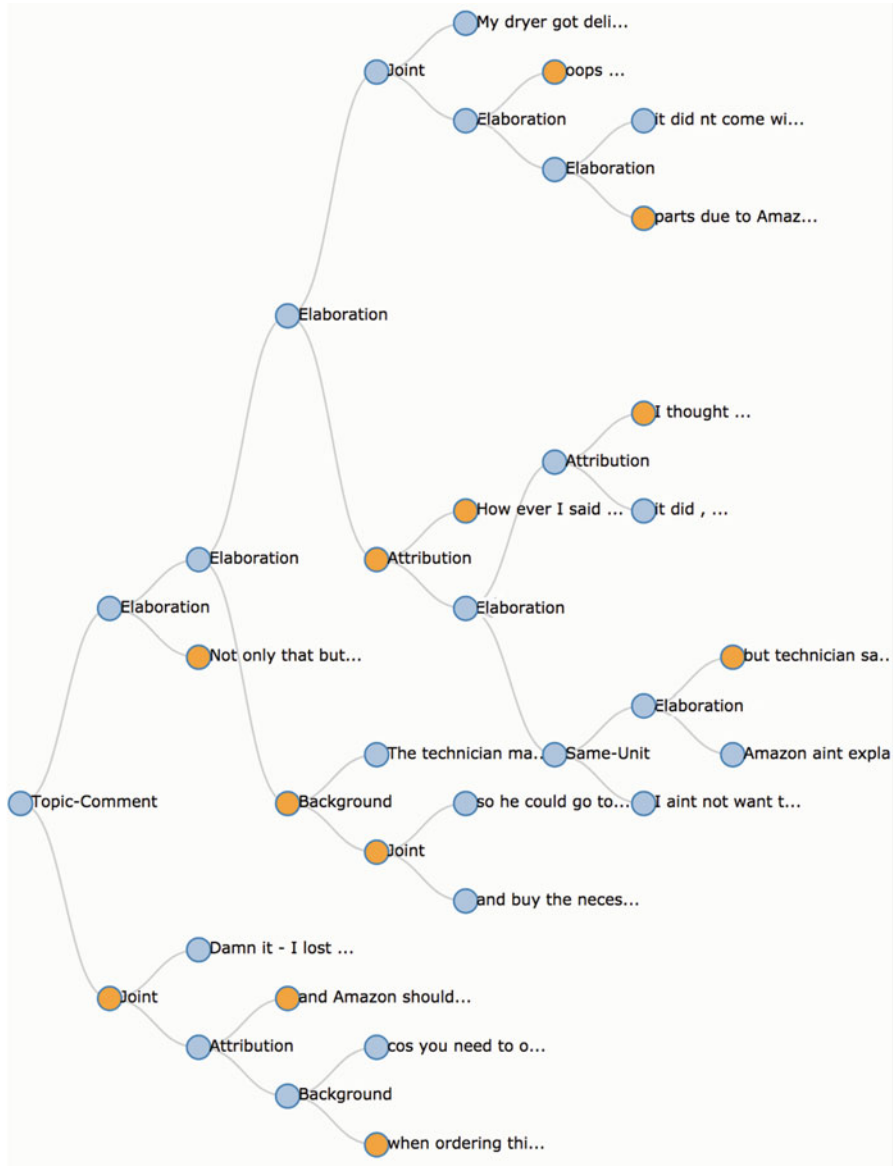 My dryer got deli...
Joint
oops ...
Elaboration
it did nt come wi...
Elaboration
parts due to Amaz...
Elaboration
I thought ...
Attribution
How ever I said ...
it did , ...
Elaboration
Attribution
Elaboration
Elaboration
Not only that but...
but technician sa..
Elaboration
The technician ma..
Same-Unit
Amazon aint expla
Topic-Comment
Background
so he could go to...
I aint not want t...
Joint
and buy the neces...
Damn it - I lost ...
Joint
and Amazon should...
Attribution
cos you need to o...
Background
when ordering thi...